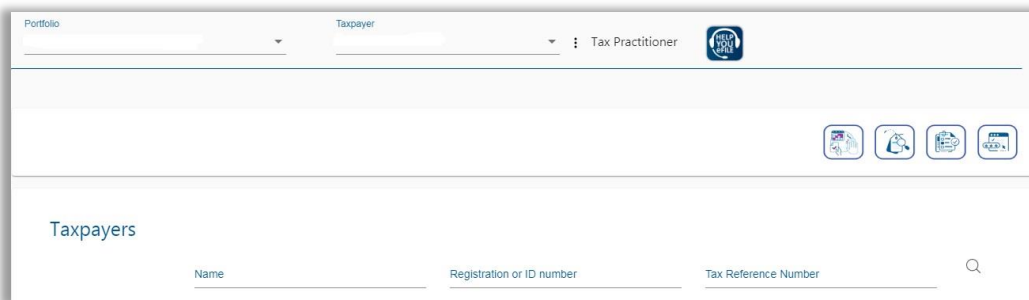 Portfolio
Taxpayer
Tax Practitioner
HELP
YOU
eFILE
Taxpayers
Name
Registration or ID number
Tax Reference Number